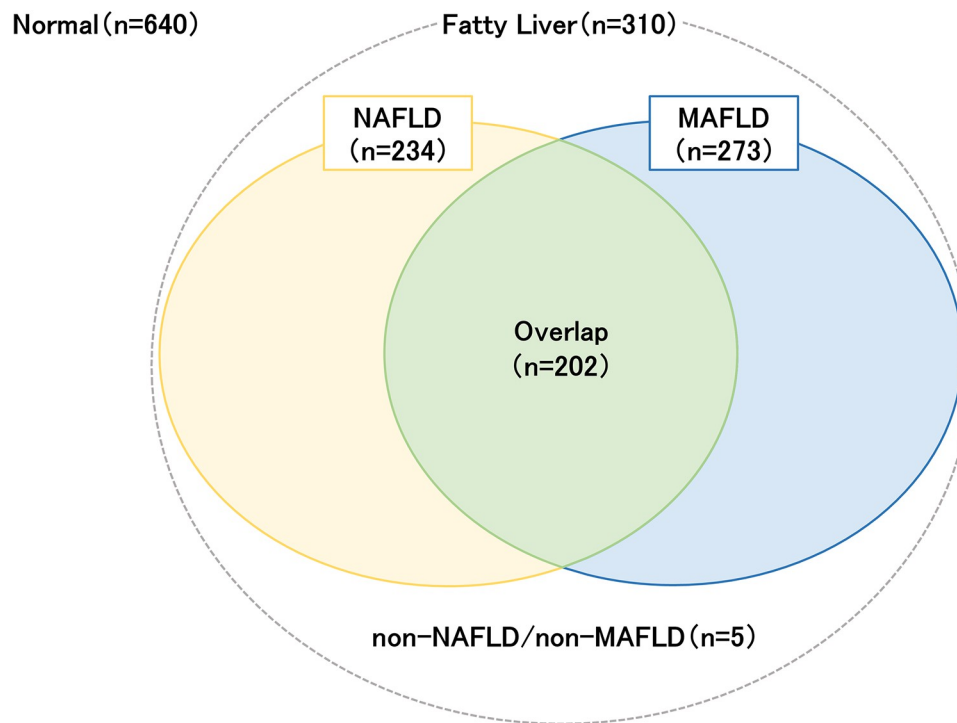 Normal(n=640)
Fatty Liver(n=310)
NAFLD
(n=234)
MAFLD
(n=273)
Overlap
(n=202)
non-NAFLD/non-MAFLD(n=5)